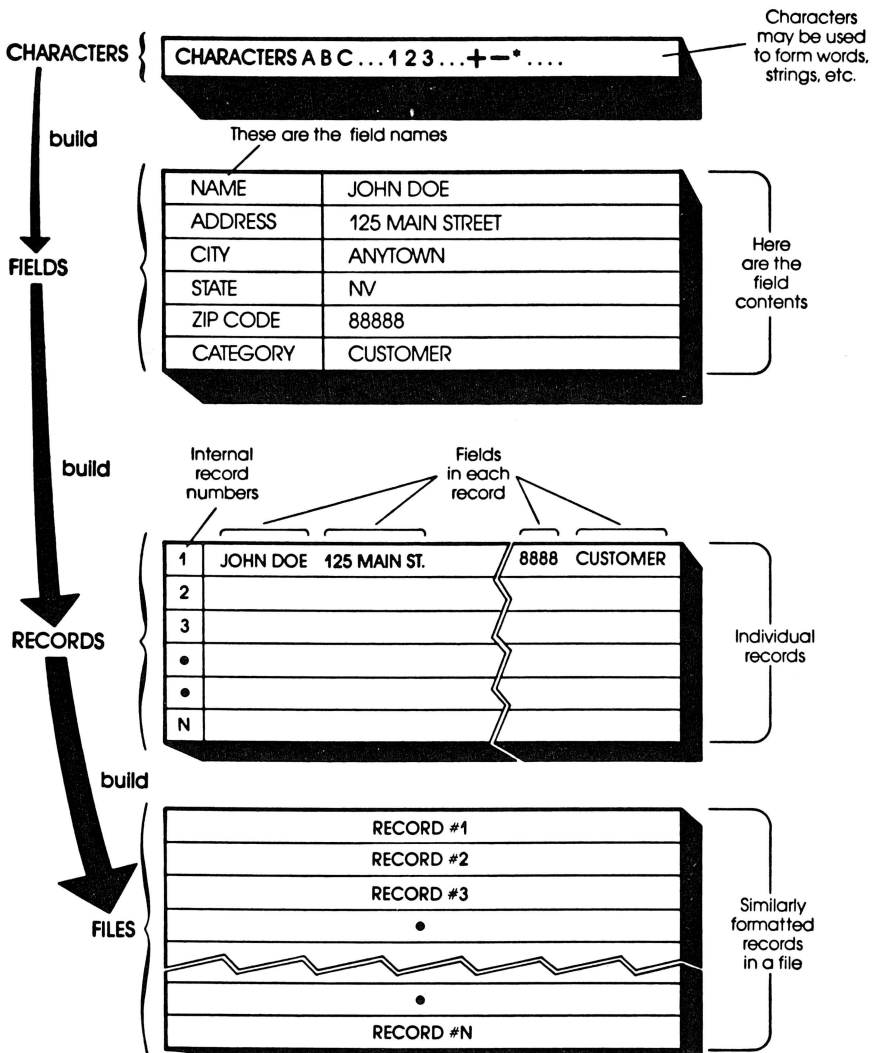 Characters
may be used
to form words,
strings, etc.
CHARACTERS
CHARACTERS A B C ... 1 2 3 ... + - * ....
build
These are the field names
NAME JOHN DOE
ADDRESS 125 MAIN STREET
CITY ANYTOWN
STATE NV
ZIP CODE 88888
CATEGORY CUSTOMER
FIELDS
Here
are the
field
contents
build
Internal
record
numbers
Fields
in each
record
1 JOHN DOE 125 MAIN ST. 8888 CUSTOMER
2
3
•
•
N
RECORDS
Individual
records
build
RECORD #1
RECORD #2
RECORD #3
•
•
RECORD #N
FILES
Similarly
formatted
records
in a file